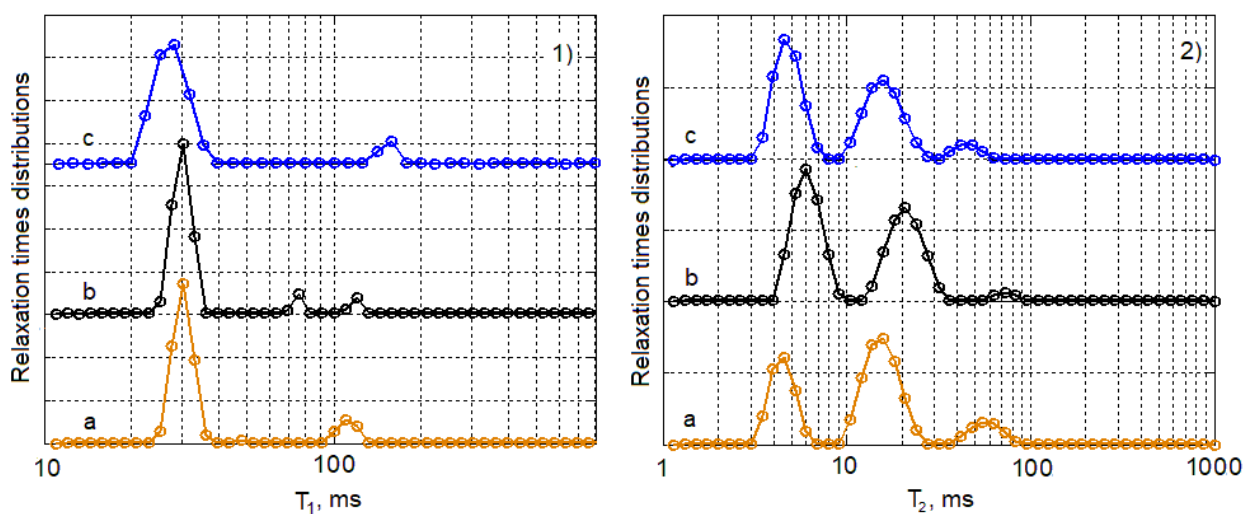 Relaxation times distributions
1)
c
b
a
10
100
T₁, ms
Relaxation times distributions
2)
c
b
a
1
10
100
1000
T₂, ms